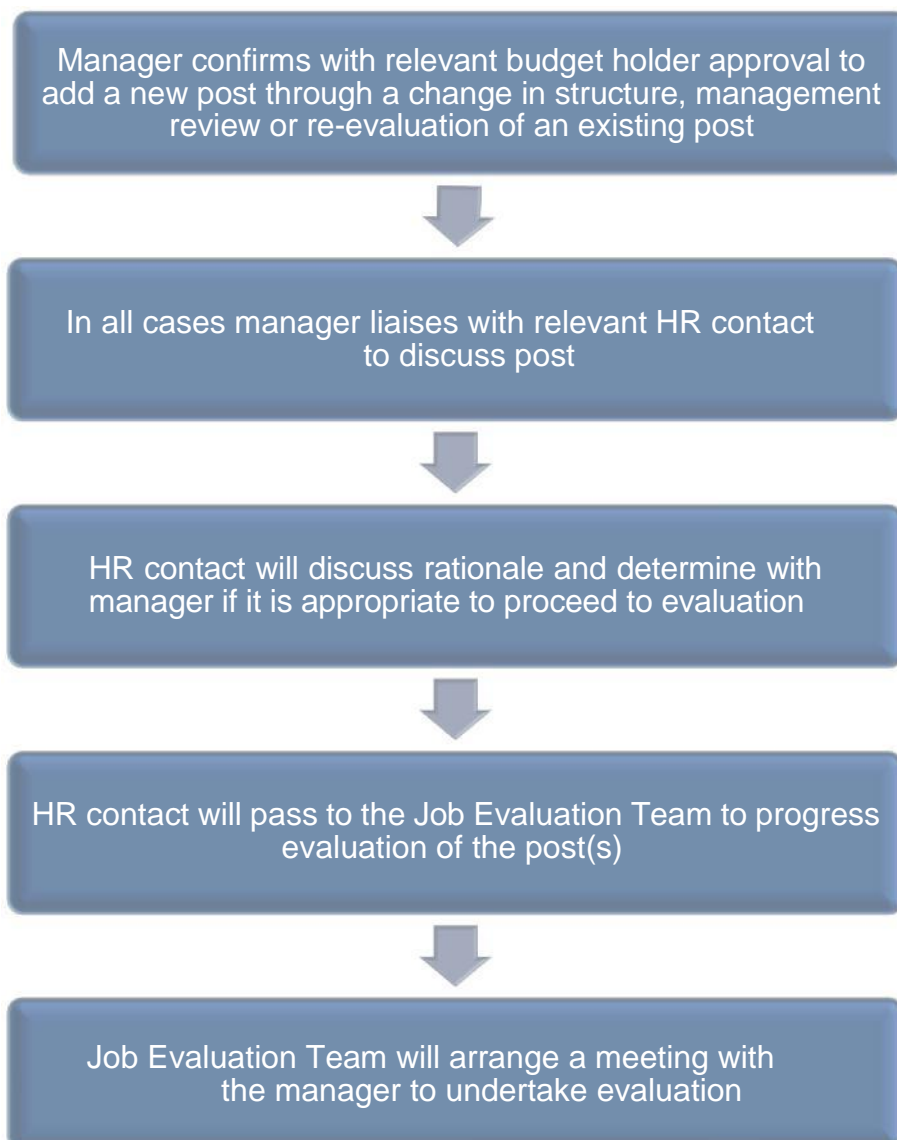 Manager confirms with relevant budget holder approval to
add a new post through a change in structure, management
review or re-evaluation of an existing post
In all cases manager liaises with relevant HR contact
to discuss post
HR contact will discuss rationale and determine with
manager if it is appropriate to proceed to evaluation
HR contact will pass to the Job Evaluation Team to progress
evaluation of the post(s)
Job Evaluation Team will arrange a meeting with
the manager to undertake evaluation